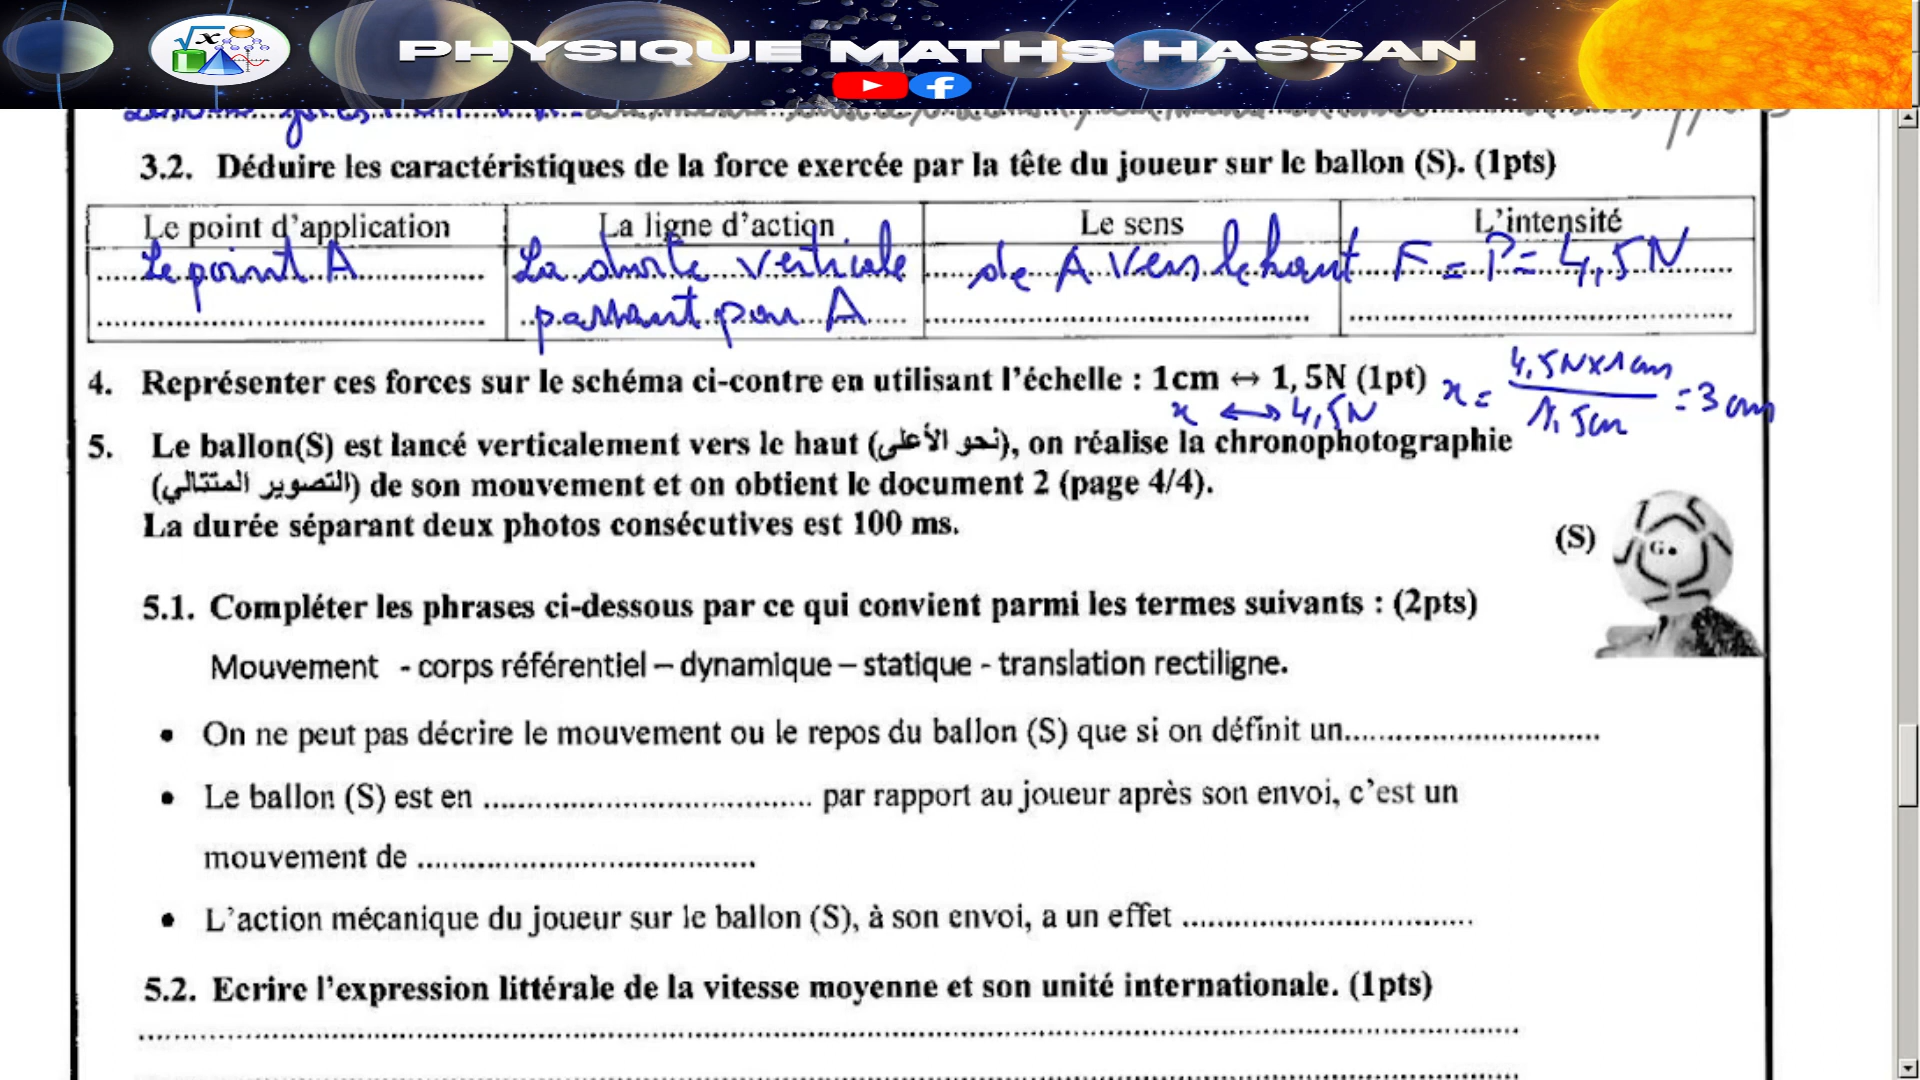 PHYSIQUE MATHS HASSAN
3.2. Déduire les caractéristiques de la force exercée par la tête du joueur sur le ballon (S). (1pts)
Le point d'application La ligne d'action Le sens L'intensité
Le point A La droite verticale de A vers le haut F = P = 4,5N
passant par A
4. Représenter ces forces sur le schéma ci-contre en utilisant l'échelle : 1cm ↔ 1,5N (1pt) x = 4,5N×1cm / 1,5cm = 3 cm
x ↔ 4,5N
5. Le ballon(S) est lancé verticalement vers le haut (نحو الأعلى), on réalise la chronophotographie
(التصوير المتتالي) de son mouvement et on obtient le document 2 (page 4/4).
La durée séparant deux photos consécutives est 100 ms.
(S)
G.
5.1. Compléter les phrases ci-dessous par ce qui convient parmi les termes suivants : (2pts)
Mouvement - corps référentiel – dynamique – statique - translation rectiligne.
• On ne peut pas décrire le mouvement ou le repos du ballon (S) que si on définit un..............................
• Le ballon (S) est en ...................................... par rapport au joueur après son envoi, c'est un
mouvement de .......................................
• L'action mécanique du joueur sur le ballon (S), à son envoi, a un effet .................................
5.2. Ecrire l'expression littérale de la vitesse moyenne et son unité internationale. (1pts)